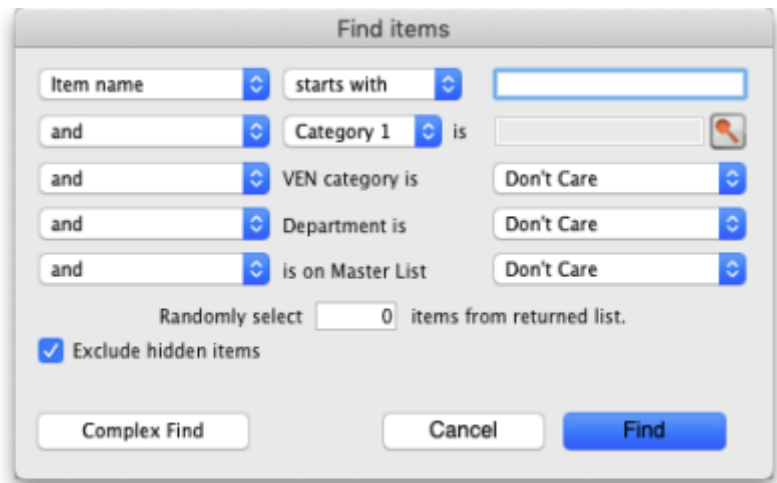 Find items
Item name starts with
and Category 1 is
and VEN category is Don't Care
and Department is Don't Care
and is on Master List Don't Care
Randomly select 0 items from returned list.
Exclude hidden items
Complex Find Cancel Find